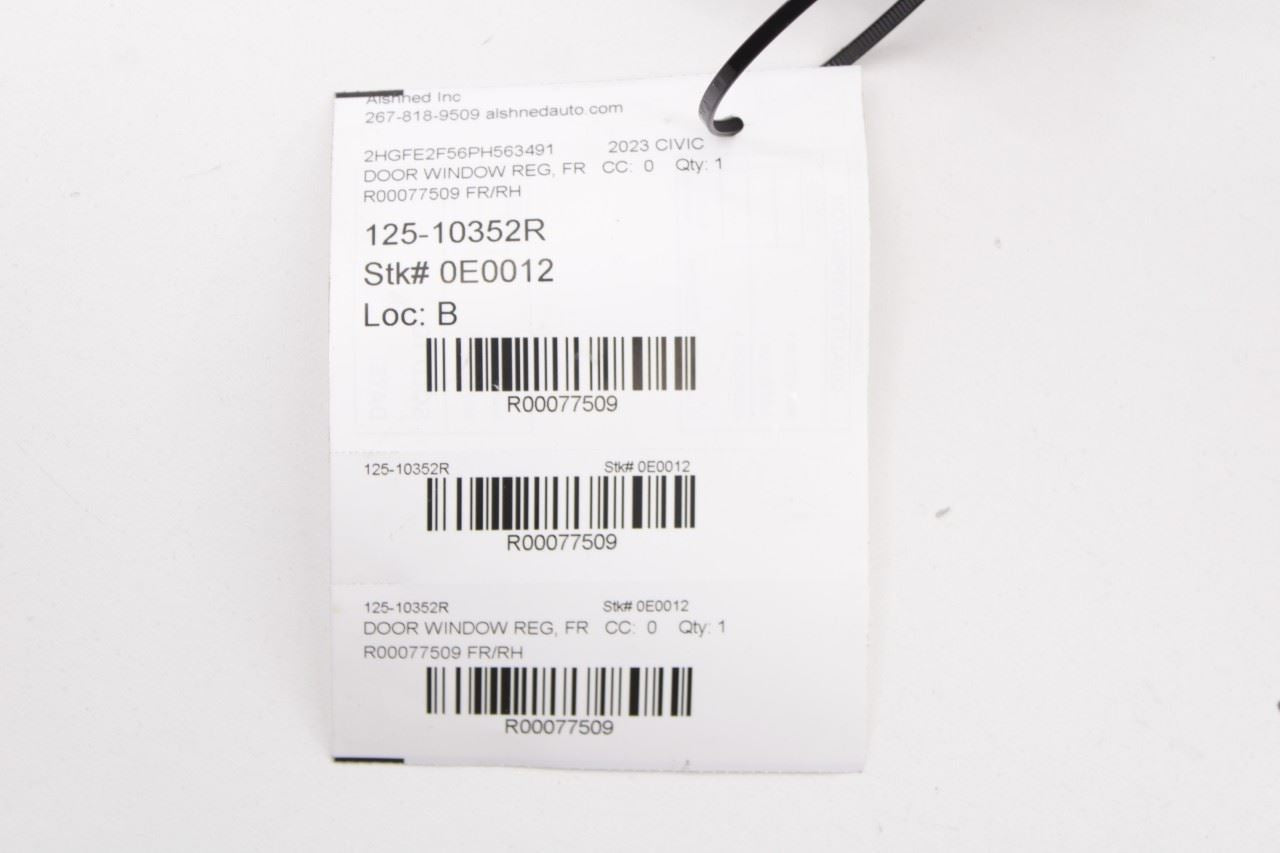 Alshned Inc
267-818-9509 alshnedauto.com
2HGFE2F56PH563491 2023 CIVIC
DOOR WINDOW REG, FR CC: 0 Qty: 1
R00077509 FR/RH
125-10352R
Stk# 0E0012
Loc: B
R00077509
125-10352R Stk# 0E0012
R00077509
125-10352R Stk# 0E0012
DOOR WINDOW REG, FR CC: 0 Qty: 1
R00077509 FR/RH
R00077509